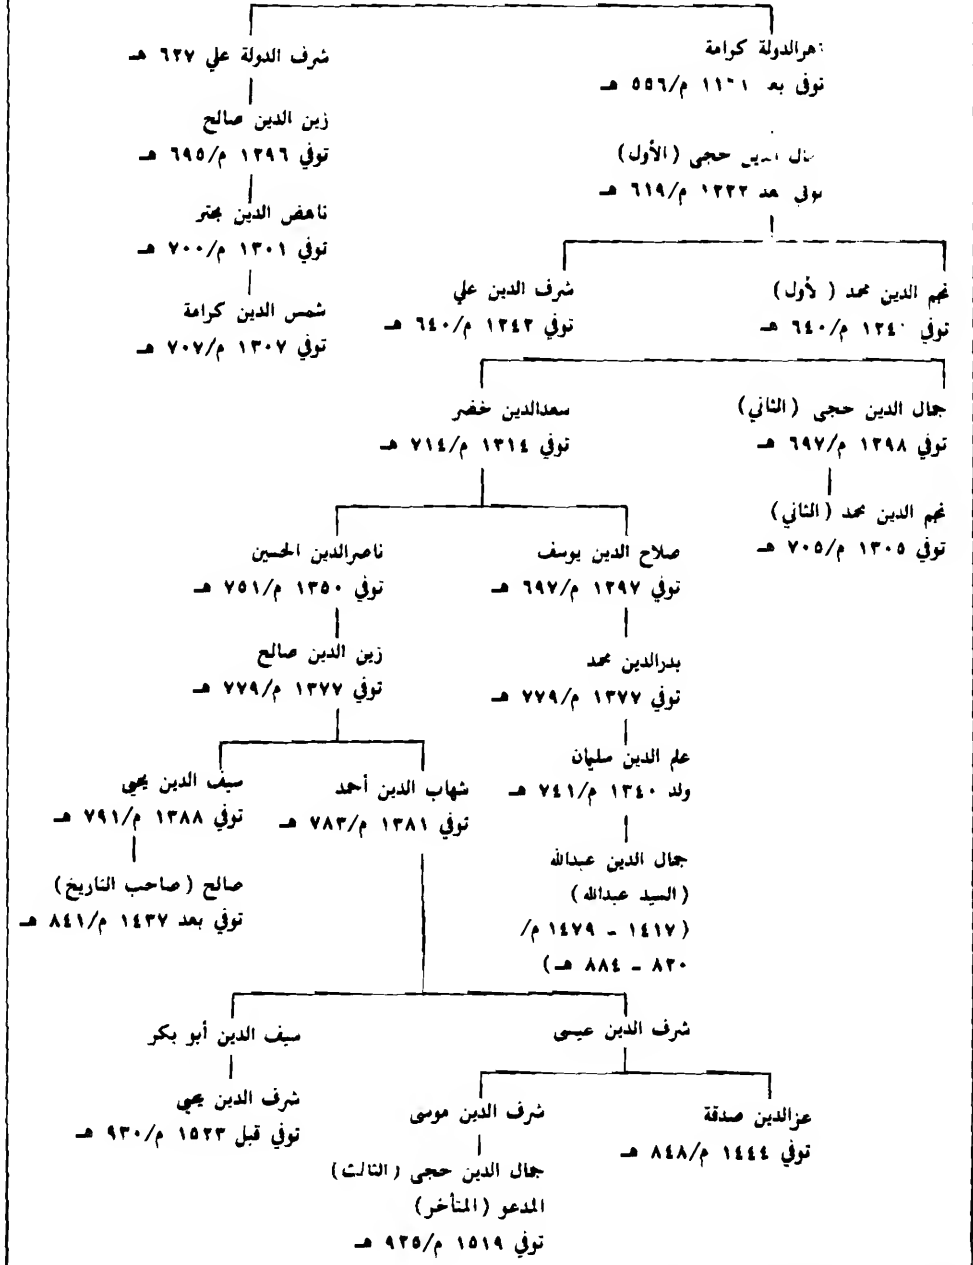 هرالدولة كرامة
توفي بعد م/٥٥٦ هـ
شرف الدولة علي ٦٢٧ هـ
حجى (الأول)
١٢٢٢ م/٦١٩ هـ
زين الدين صالح
توفي ١٢٩٦ م/٦٩٥ هـ
ناهض الدين بحتر
توفي ١٣٠١ م/٧٠٠ هـ
شمس الدين كرامة
توفي ١٣٠٧ م/٧٠٧ هـ
نجم الدين محمد ( لأول)
توفي م/٦٤٠ هـ
شرف الدين علي
توفي ١٢٤٢ م/٦٤٠ هـ
جمال الدين حجى (الثاني)
توفي ١٢٩٨ م/٦٩٧ هـ
سعدالدين خضر
توفي ١٣١٤ م/٧١٤ هـ
نجم الدين محمد (الثاني)
توفي ١٣٠٥ م/٧٠٥ هـ
صلاح الدين يوسف
توفي ١٢٩٧ م/٦٩٧ هـ
ناصرالدين الحسين
توفي ١٣٥٠ م/٧٥١ هـ
بدرالدين محمد
توفي ١٣٧٧ م/٧٧٩ هـ
زين الدين صالح
توفي ١٣٧٧ م/٧٧٩ هـ
علم الدين سليمان
ولد ١٣٤٠ م/٧٤١ هـ
شهاب الدين أحمد
توفي ١٣٨١ م/٧٨٣ هـ
سيف الدين يحيى
توفي ١٣٨٨ م/٧٩١ هـ
جمال الدين عبدالله
(السيد عبدالله)
(١٤١٧ - ١٤٧٩ م/
٨٢٠ - ٨٨٤ هـ)
صالح (صاحب التاريخ)
توفي بعد ١٤٣٧ م/٨٤١ هـ
شرف الدين عيسى
سيف الدين أبو بكر
عزالدين صدقة
توفي ١٤٤٤ م/٨٤٨ هـ
شرف الدين موسى
شرف الدين يحيى
توفي قبل ١٥٢٣ م/٩٣٠ هـ
جمال الدين حجى (الثالث)
المدعو (المتأخر)
توفي ١٥١٩ م/٩٢٥ هـ